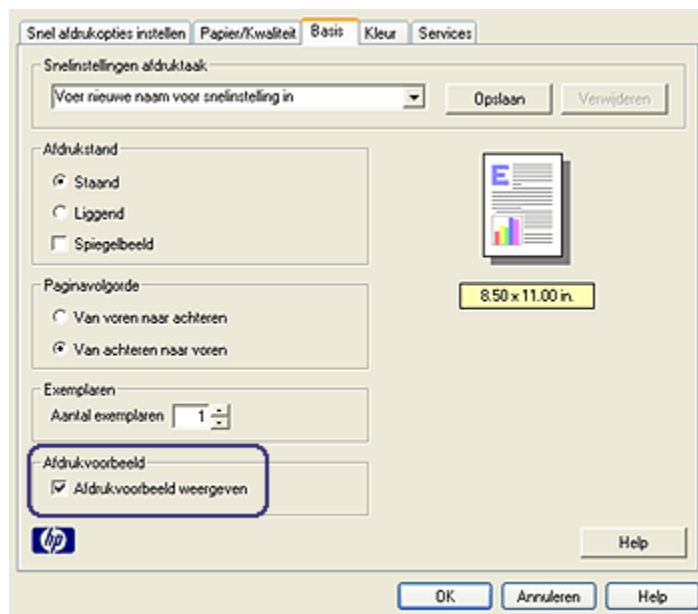 Snel afdrukopties instellen Papier/Kwaliteit Basis Kleur Services
Snelinstellingen afdruktaak
Voer nieuwe naam voor snelinstelling in Opslaan Verwijderen
Afdrukstand
Staand
Liggend
Spiegelbeeld
E
8.50 x 11.00 in.
Paginavolgorde
Van voren naar achteren
Van achteren naar voren
Exemplaren
Aantal exemplaren 1
Afdrukvoorbeeld
Afdrukvoorbeeld weergeven
hp Help
OK Annuleren Help